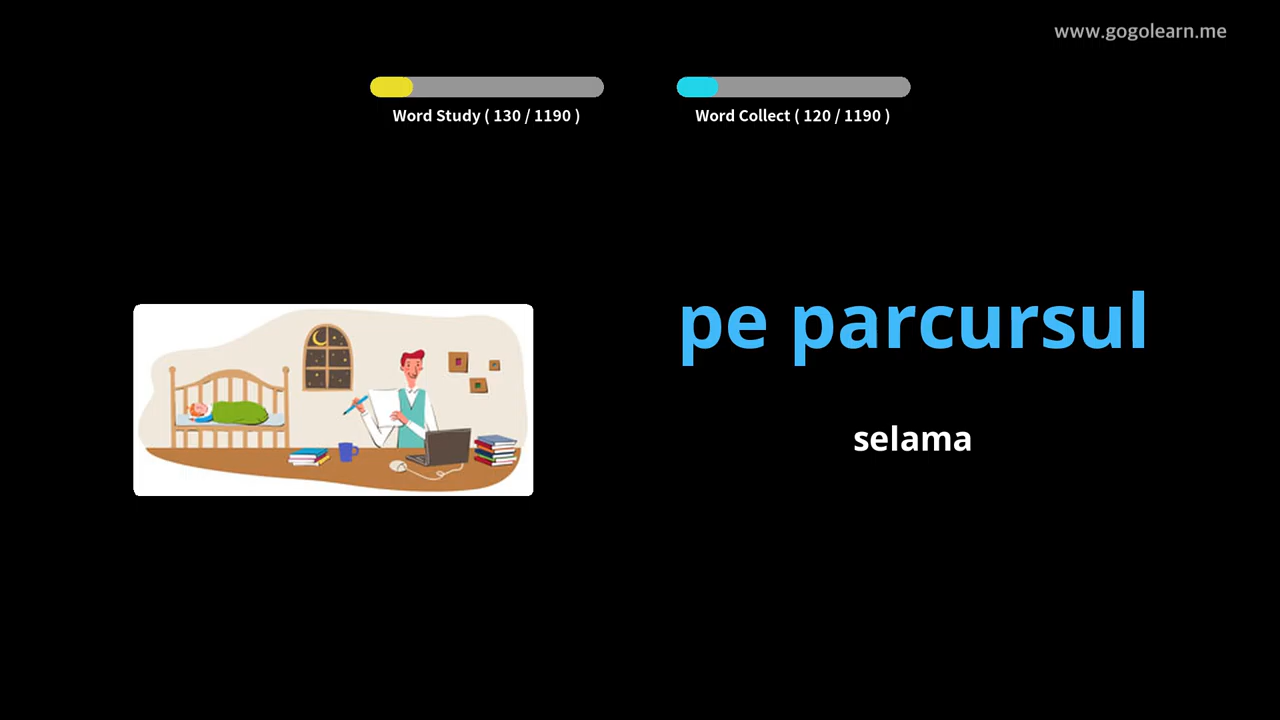 www.gogolearn.me
Word Study ( 130 / 1190 )
Word Collect ( 120 / 1190 )
pe parcursul
selama